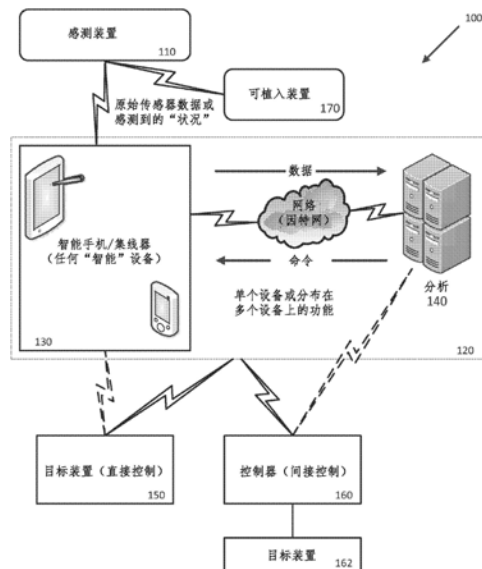 感测装置
110
100
可植入装置
170
原始传感器数据或
感测到的“状况”
数据
网络
(因特网)
命令
智能手机/集线器
(任何“智能”设备)
130
单个设备或分布在
多个设备上的功能
分析
140
120
目标装置(直接控制)
150
控制器(间接控制)
160
目标装置
162